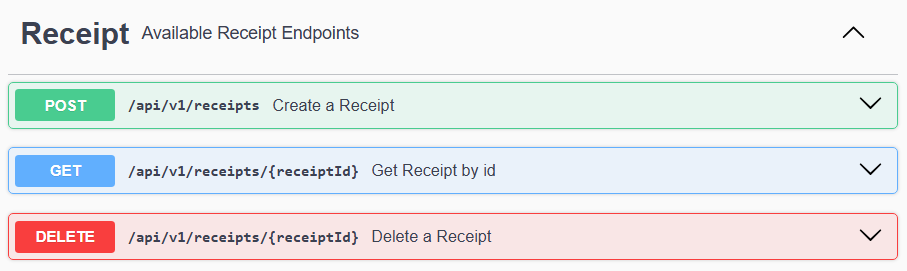 Receipt Available Receipt Endpoints
POST /api/v1/receipts Create a Receipt
GET /api/v1/receipts/{receiptId} Get Receipt by id
DELETE /api/v1/receipts/{receiptId} Delete a Receipt